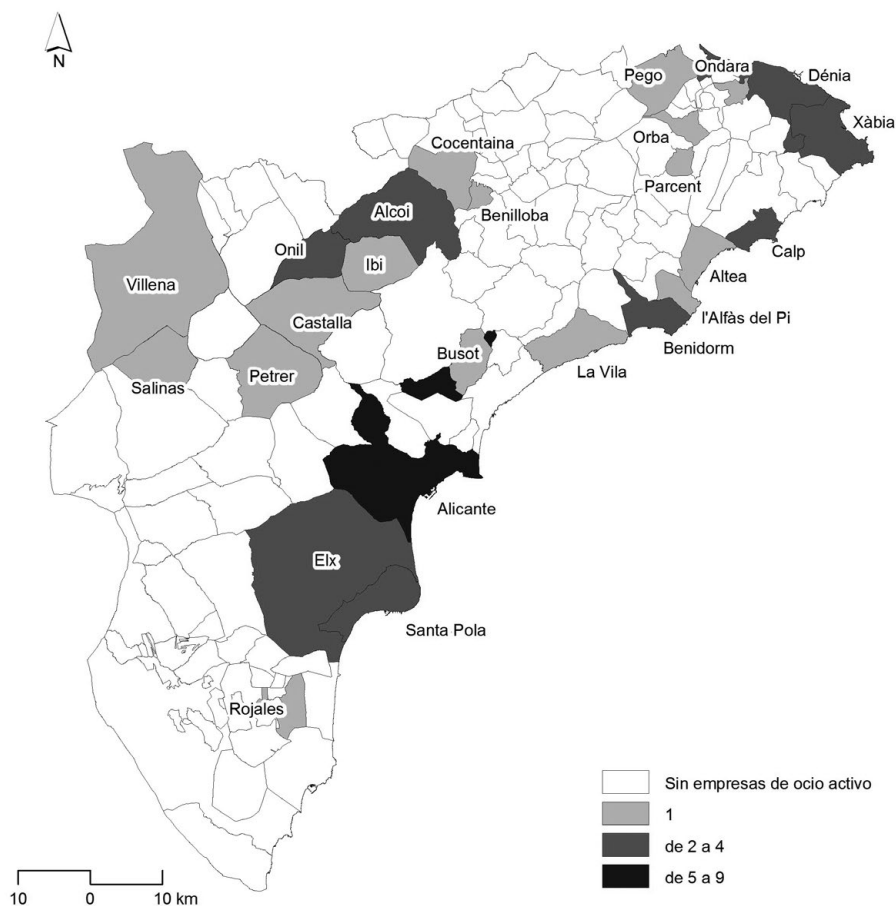 N
Pego
Ondara
Dénia
Xàbia
Cocentaina
Orba
Parcent
Alcoi
Benilloba
Onil
Ibi
Calp
Altea
Villena
l'Alfàs del Pi
Castalla
Benidorm
Busot
La Vila
Salinas
Petrer
Alicante
Elx
Santa Pola
Rojales
Sin empresas de ocio activo
1
de 2 a 4
de 5 a 9
10 0 10 km